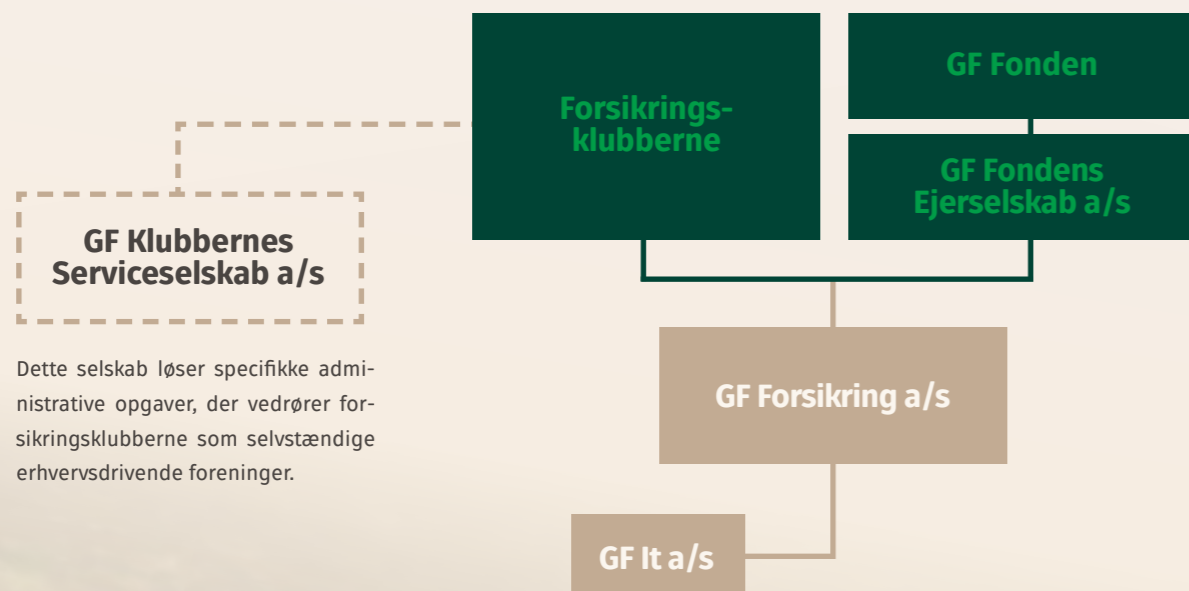 Forsikrings-
klubberne
GF Fonden
GF Fondens
Ejerselskab a/s
GF Klubbernes
Serviceselskab a/s
Dette selskab løser specifikke admi-
nistrative opgaver, der vedrører for-
sikringsklubberne som selvstændige
erhvervsdrivende foreninger.
GF Forsikring a/s
GF It a/s